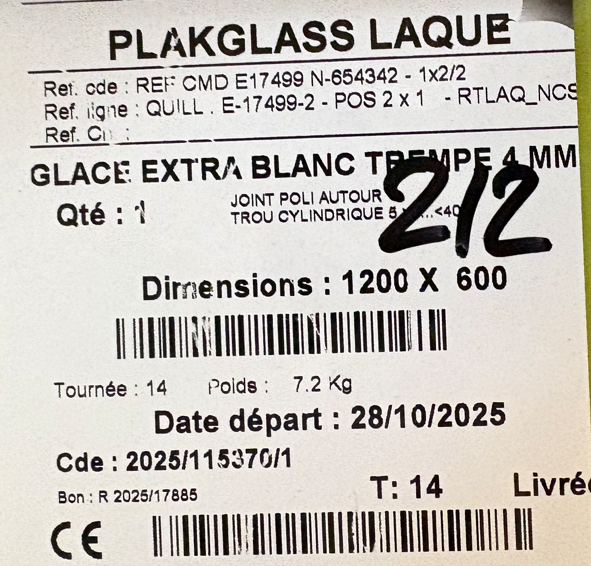 PLAKGLASS LAQUE
Ref. cde : REF CMD E17499 N-654342 - 1x2/2
Ref. ligne : QUILL . E-17499-2 - POS 2 x 1 - RTLAQ_NCS
Ref. Cl :
GLACE EXTRA BLANC TREMPE 4 MM
2/2
Qté : 1
JOINT POLI AUTOUR
TROU CYLINDRIQUE 5 <40
Dimensions : 1200 X 600
Tournée : 14 Poids : 7.2 Kg
Date départ : 28/10/2025
Cde : 2025/115370/1
Bon : R 2025/17885
T: 14 Livrée
CE